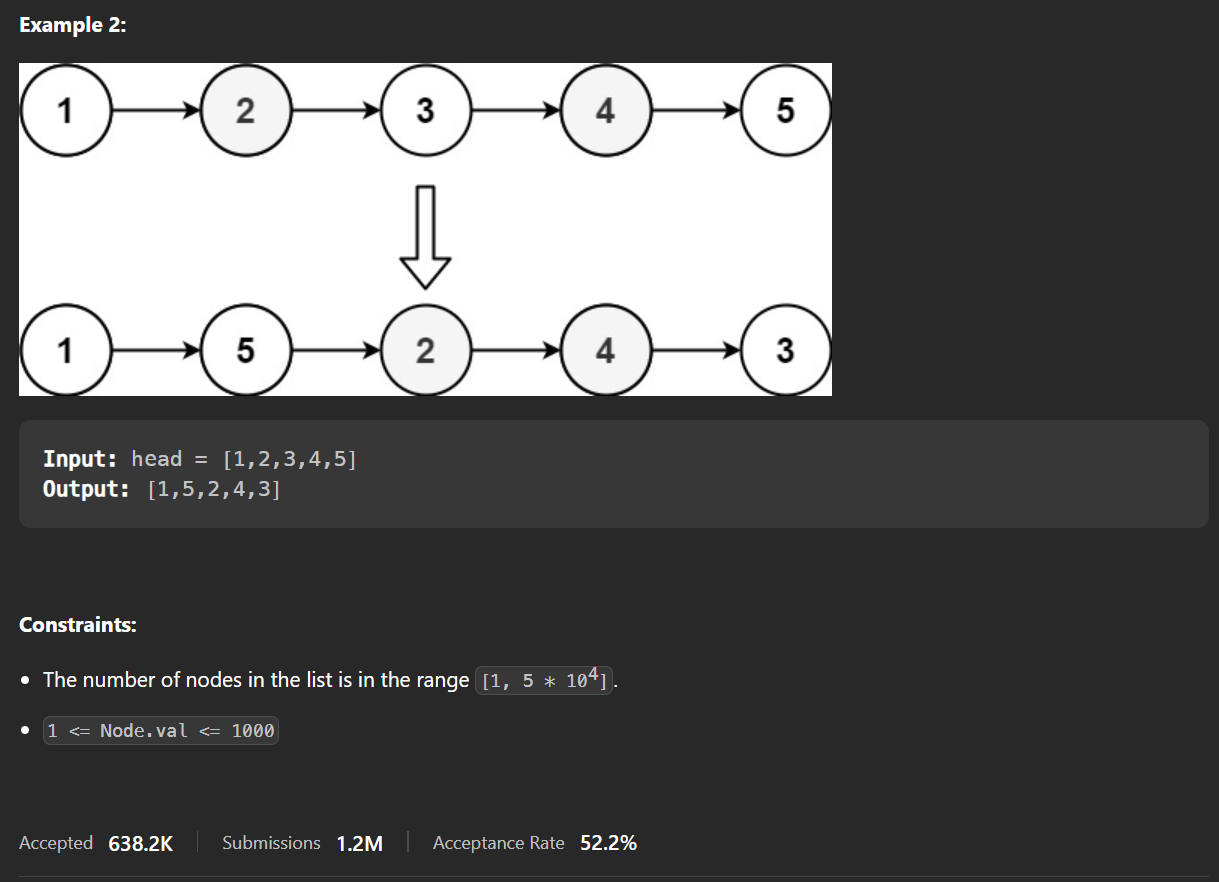 Example 2:
1 2 3 4 5
1 5 2 4 3
Input: head = [1,2,3,4,5]
Output: [1,5,2,4,3]
Constraints:
• The number of nodes in the list is in the range [1, 5 * 10⁴].
• 1 <= Node.val <= 1000
Accepted 638.2K | Submissions 1.2M | Acceptance Rate 52.2%